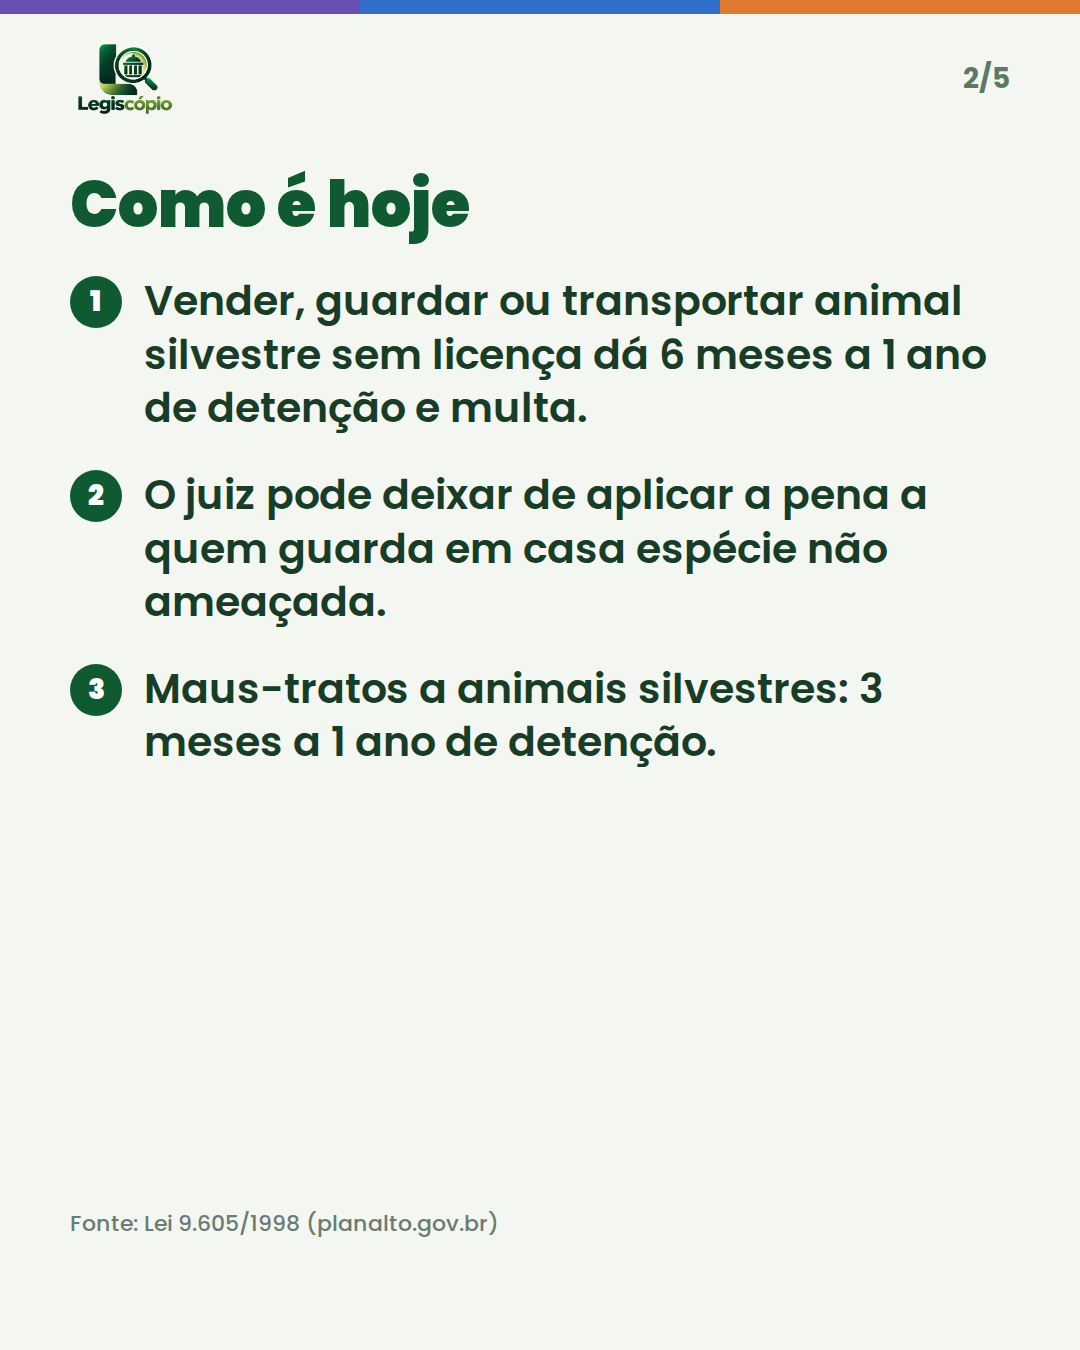 Legiscópio
2/5
Como é hoje
1 Vender, guardar ou transportar animal
silvestre sem licença dá 6 meses a 1 ano
de detenção e multa.
2 O juiz pode deixar de aplicar a pena a
quem guarda em casa espécie não
ameaçada.
3 Maus-tratos a animais silvestres: 3
meses a 1 ano de detenção.
Fonte: Lei 9.605/1998 (planalto.gov.br)